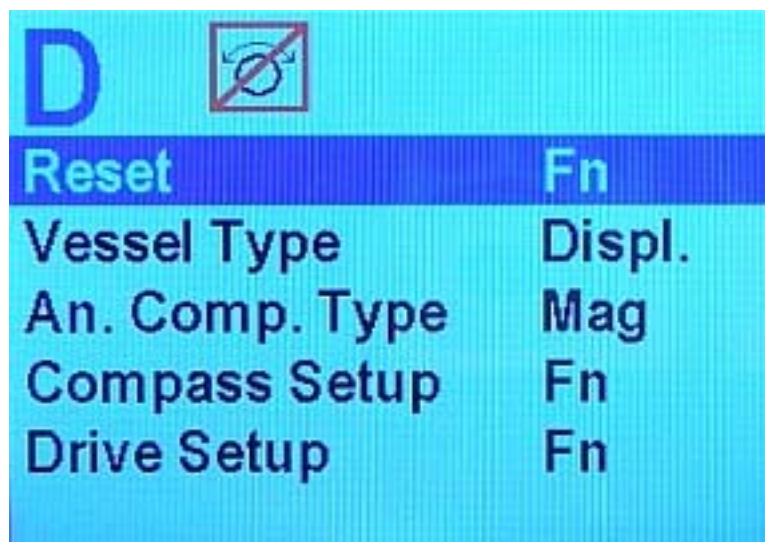 D
Reset Fn
Vessel Type Displ.
An. Comp. Type Mag
Compass Setup Fn
Drive Setup Fn